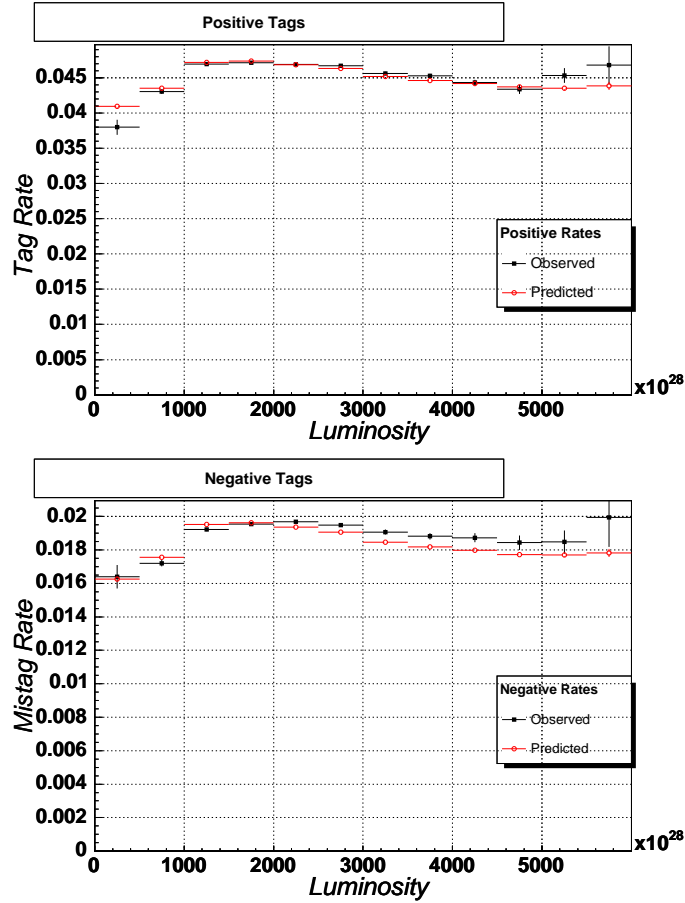 Positive Tags
0.045
0.04
0.035
0.03
0.025
0.02
0.015
0.01
0.005
0
Tag Rate
Positive Rates
Observed
Predicted
0 1000 2000 3000 4000 5000
x10^28
Luminosity
Negative Tags
0.02
0.018
0.016
0.014
0.012
0.01
0.008
0.006
0.004
0.002
0
Mistag Rate
Negative Rates
Observed
Predicted
0 1000 2000 3000 4000 5000
x10^28
Luminosity